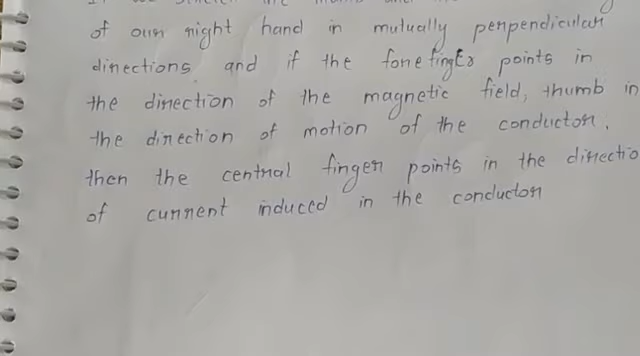 of our right hand in mutually perpendicular
directions and if the forefinger points in
the direction of the magnetic field, thumb in
the direction of motion of the conductor,
then the central finger points in the directio
of current induced in the conductor